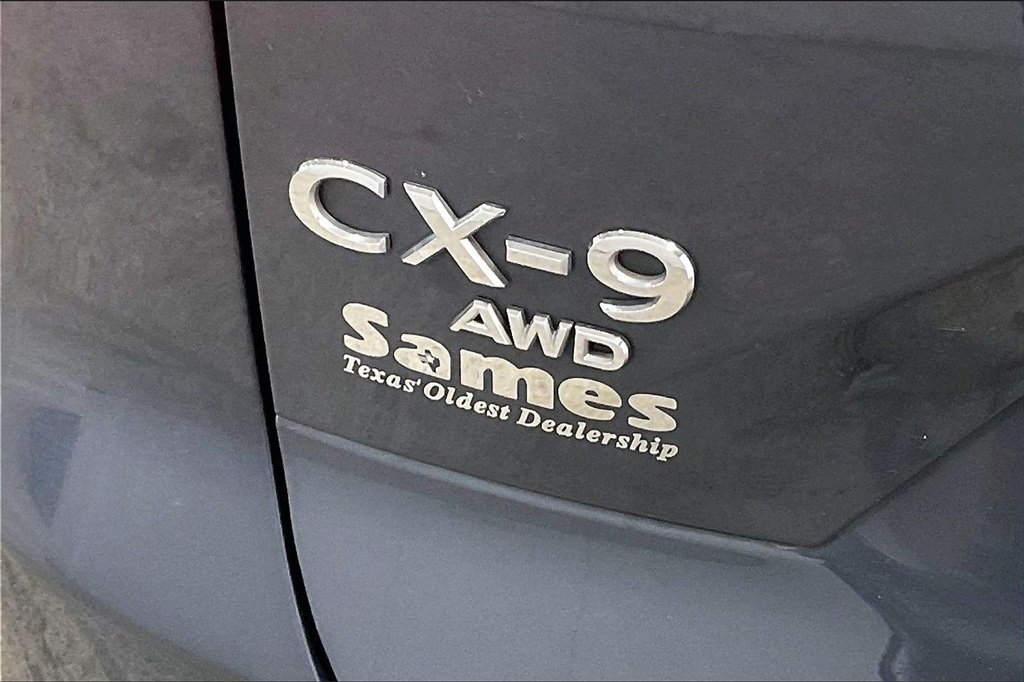 CX-9
AWD
Sames
Texas' Oldest Dealership